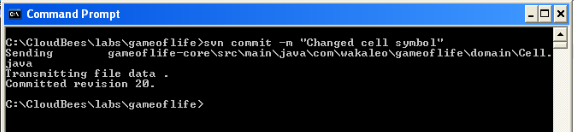 Command Prompt
C:\CloudBees\labs\gameoflife>svn commit -m "Changed cell symbol"
Sending        gameoflife-core\src\main\java\com\wakaleo\gameoflife\domain\Cell.
java
Transmitting file data .
Committed revision 20.
C:\CloudBees\labs\gameoflife>